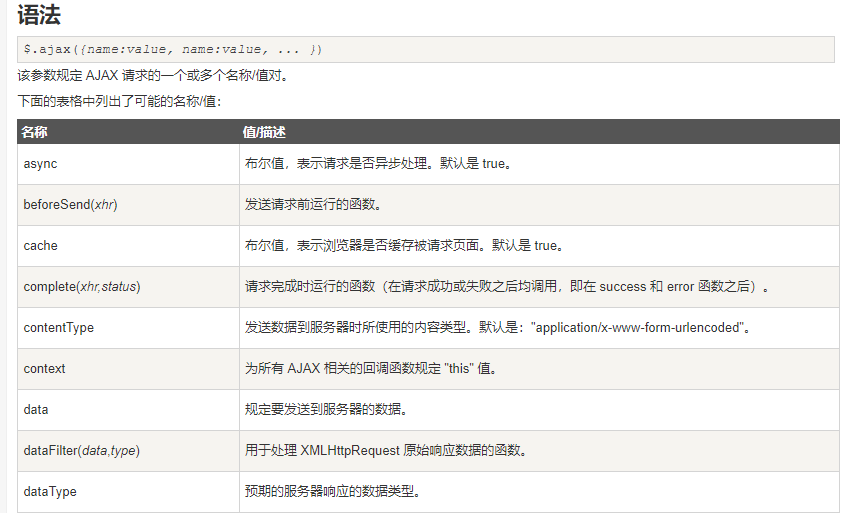 语法
$.ajax({name:value, name:value, ... })
该参数规定 AJAX 请求的一个或多个名称/值对。
下面的表格中列出了可能的名称/值：
名称 值/描述
async 布尔值，表示请求是否异步处理。默认是 true。
beforeSend(xhr) 发送请求前运行的函数。
cache 布尔值，表示浏览器是否缓存被请求页面。默认是 true。
complete(xhr,status) 请求完成时运行的函数（在请求成功或失败之后均调用，即在 success 和 error 函数之后）。
contentType 发送数据到服务器时所使用的内容类型。默认是："application/x-www-form-urlencoded"。
context 为所有 AJAX 相关的回调函数规定 "this" 值。
data 规定要发送到服务器的数据。
dataFilter(data,type) 用于处理 XMLHttpRequest 原始响应数据的函数。
dataType 预期的服务器响应的数据类型。